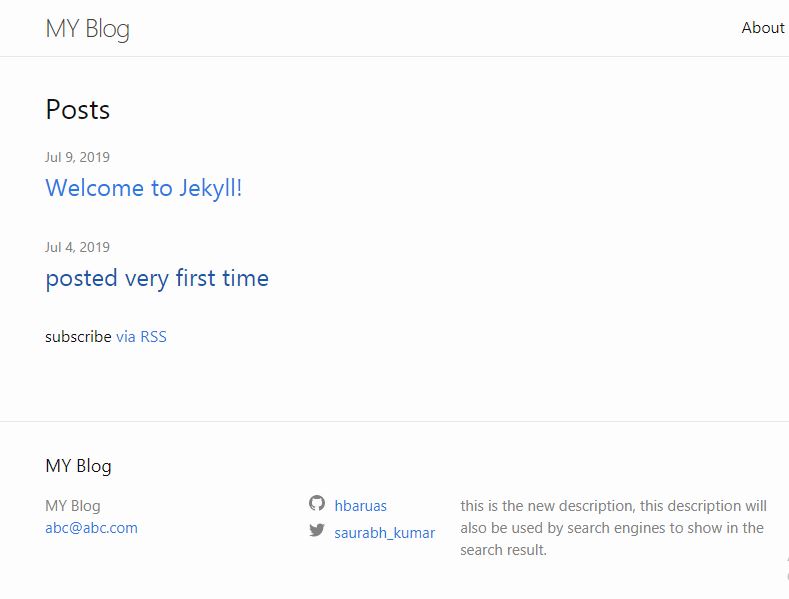 MY Blog
About
Posts
Jul 9, 2019
Welcome to Jekyll!
Jul 4, 2019
posted very first time
subscribe via RSS
MY Blog
MY Blog
abc@abc.com
hbaruas
saurabh_kumar
this is the new description, this description will
also be used by search engines to show in the
search result.